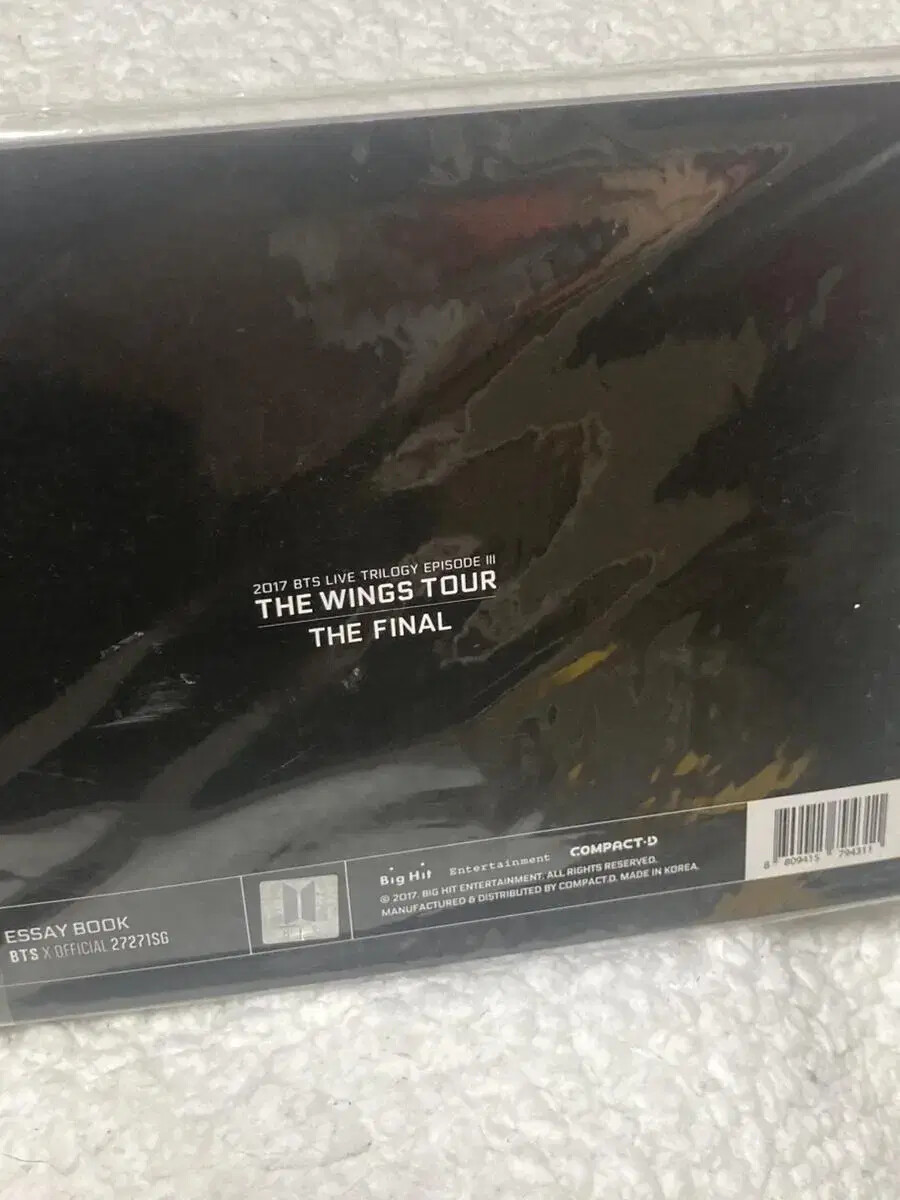 2017 BTS LIVE TRILOGY EPISODE III
THE WINGS TOUR
THE FINAL
ESSAY BOOK
BTS X OFFICIAL 27271SG
Big Hit Entertainment COMPACT·D
© 2017. BIG HIT ENTERTAINMENT. ALL RIGHTS RESERVED.
MANUFACTURED & DISTRIBUTED BY COMPACT.D. MADE IN KOREA.
8 809415 794311